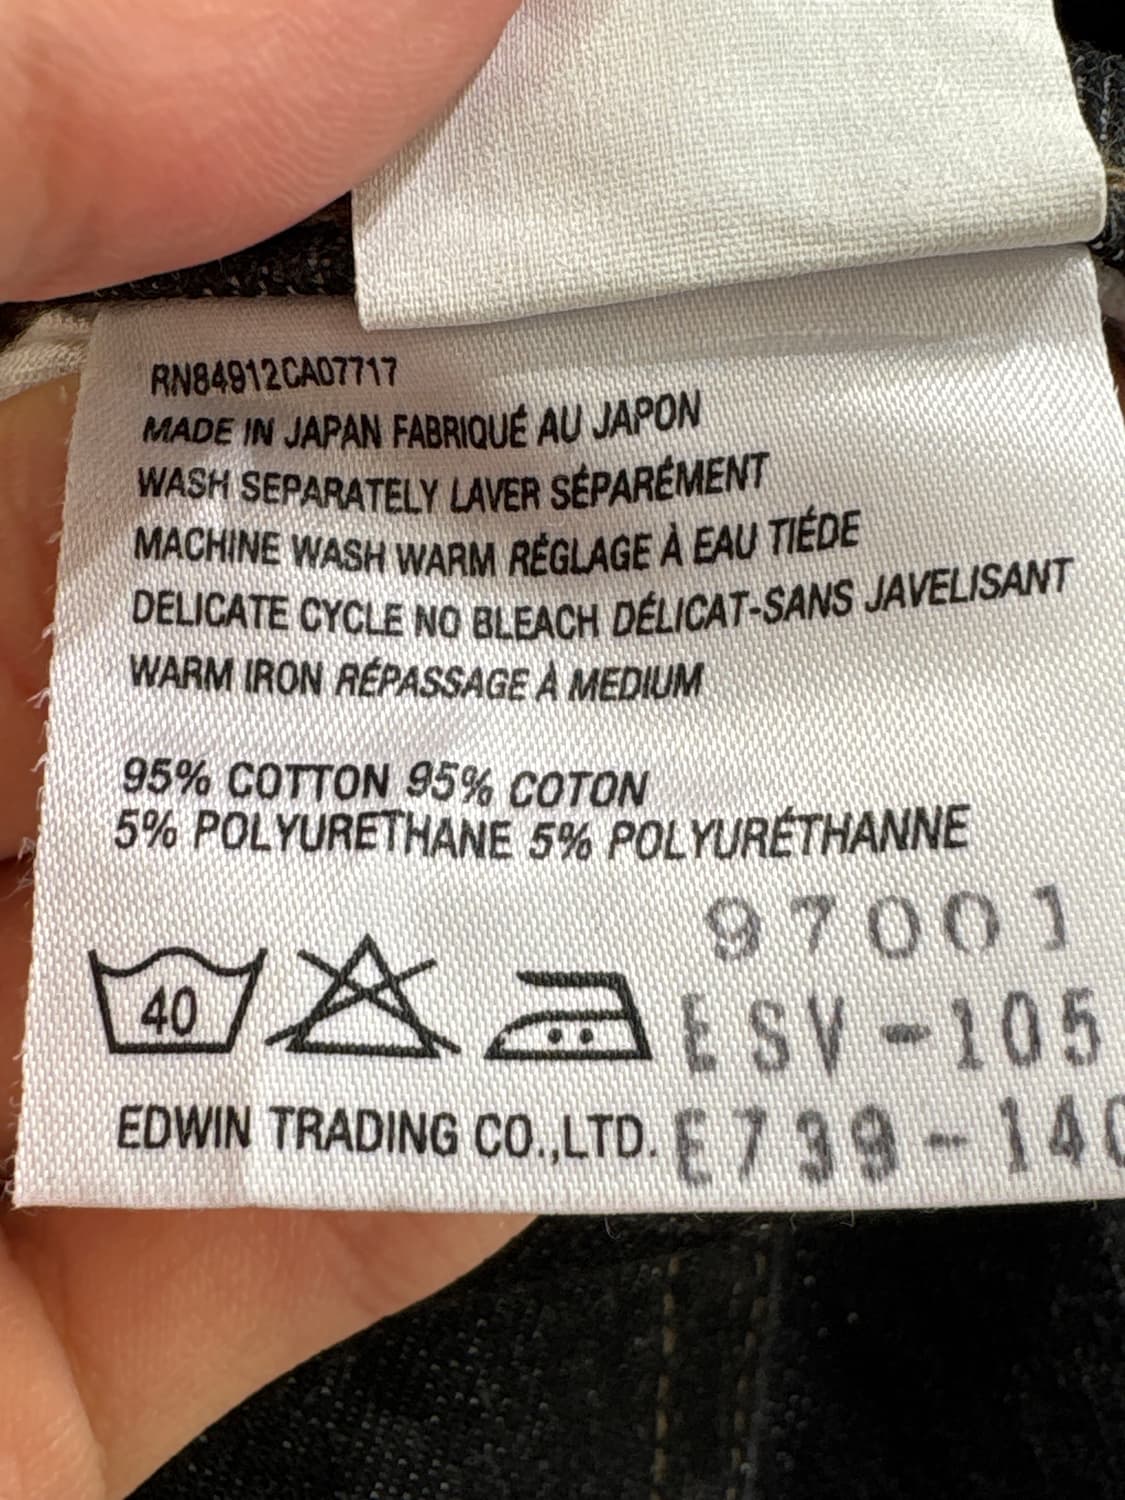 RN84912CA07717
MADE IN JAPAN FABRIQUÉ AU JAPON
WASH SEPARATELY LAVER SÉPARÉMENT
MACHINE WASH WARM RÉGLAGE À EAU TIÉDE
DELICATE CYCLE NO BLEACH DÉLICAT-SANS JAVELISANT
WARM IRON RÉPASSAGE À MEDIUM
95% COTTON 95% COTON
5% POLYURETHANE 5% POLYURÉTHANNE
97001
40
ESV-105
EDWIN TRADING CO.,LTD.
E739-140